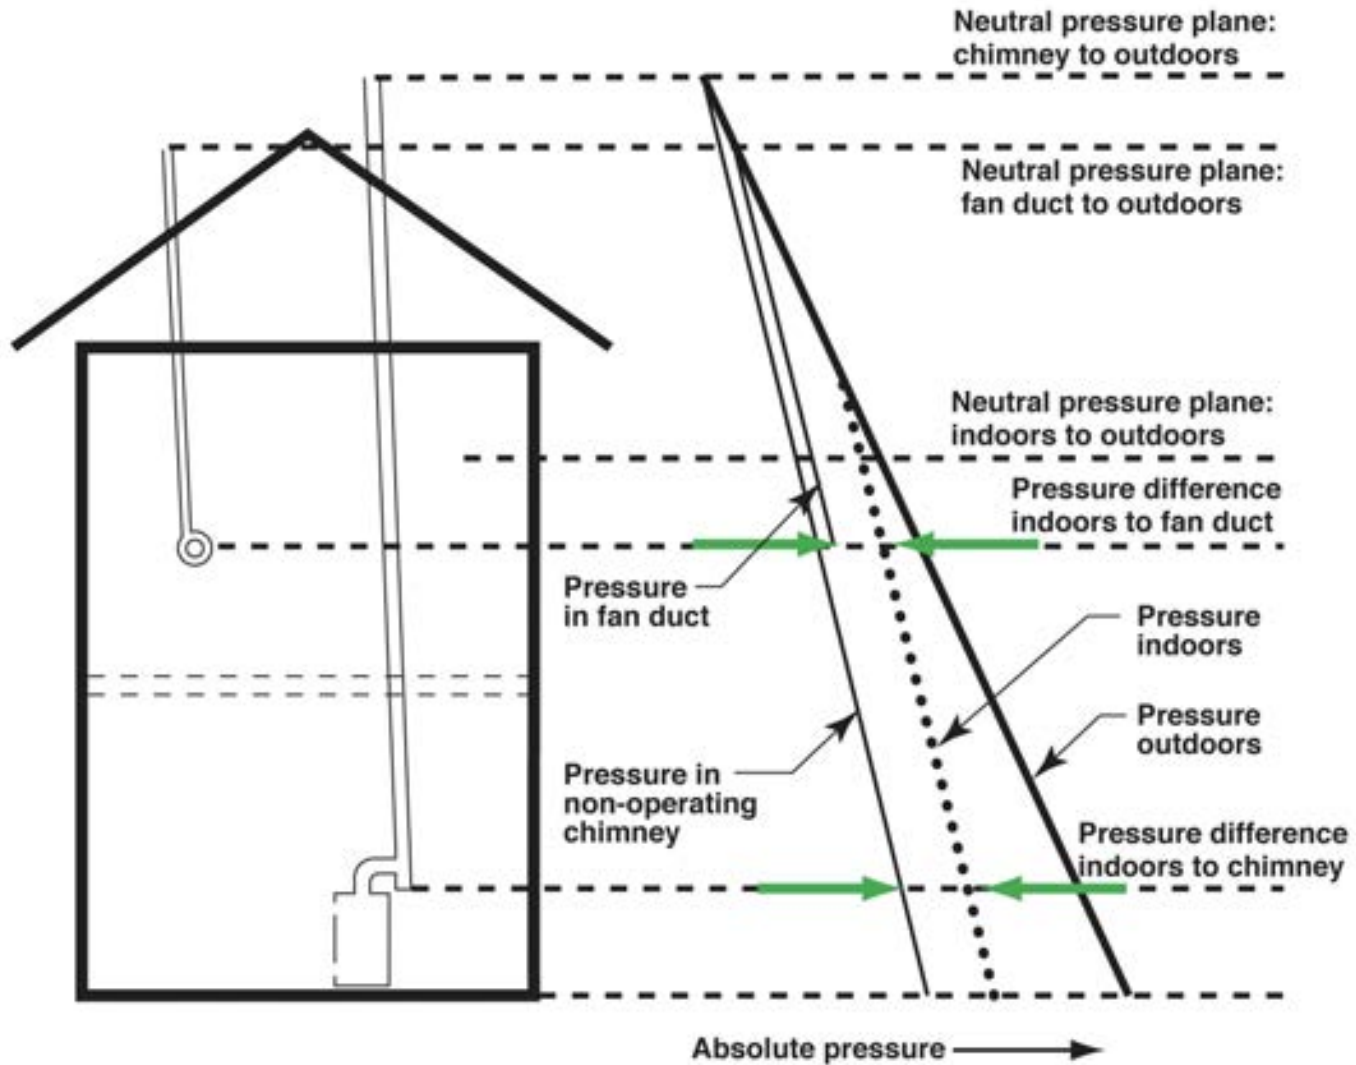 Neutral pressure plane:
chimney to outdoors
Neutral pressure plane:
fan duct to outdoors
Neutral pressure plane:
indoors to outdoors
Pressure difference
indoors to fan duct
Pressure
in fan duct
Pressure
indoors
Pressure
outdoors
Pressure in
non-operating
chimney
Pressure difference
indoors to chimney
Absolute pressure